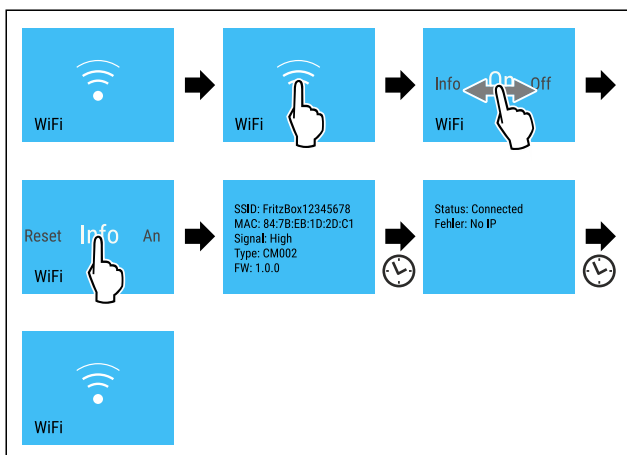 WiFi
WiFi
Info On Off
WiFi
Reset Info An
WiFi
SSID: FritzBox12345678
MAC: 84:7B:EB:1D:2D:C1
Signal: High
Type: CM002
FW: 1.0.0
Status: Connected
Fehler: No IP
WiFi